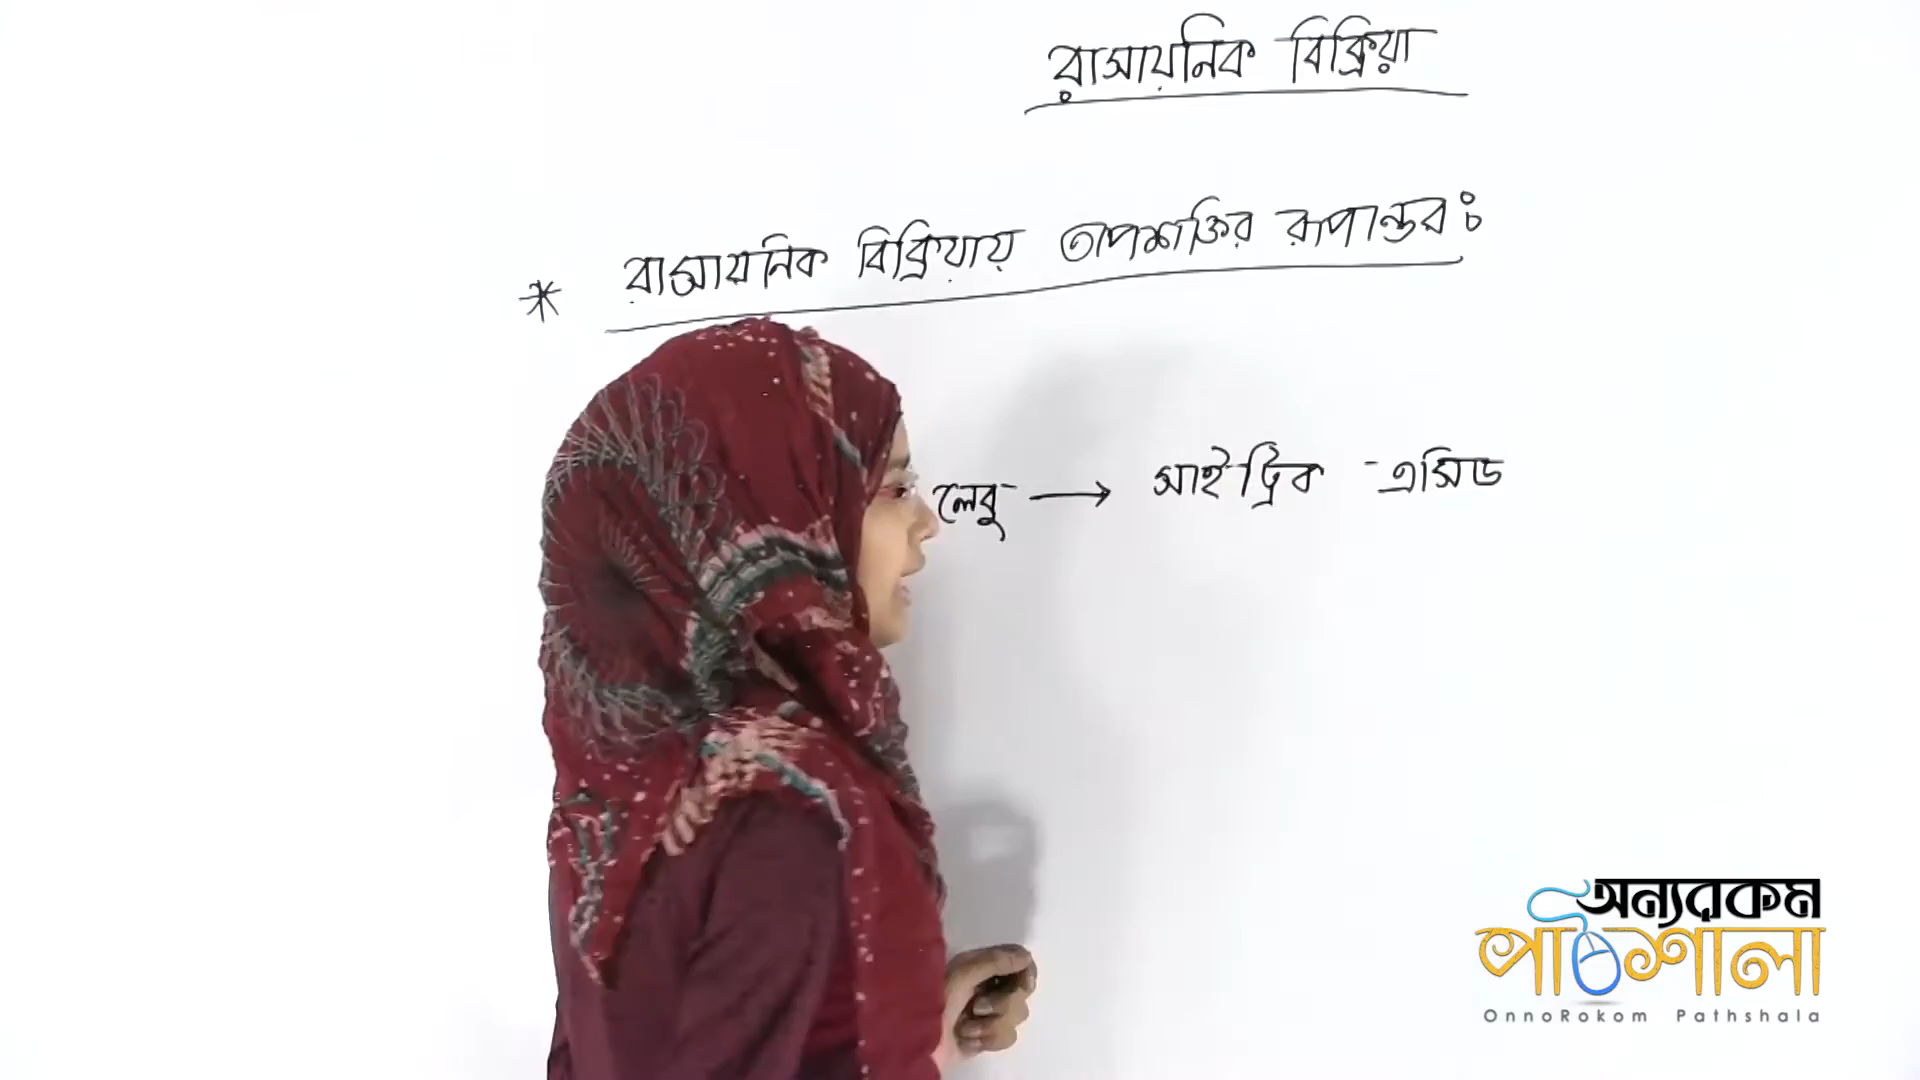 রাসায়নিক বিক্রিয়া
* রাসায়নিক বিক্রিয়ায় তাপশক্তির রূপান্তরঃ
লেবু → সাইট্রিক এসিড
অন্যরকম
পাঠশালা
OnnoRokom Pathshala